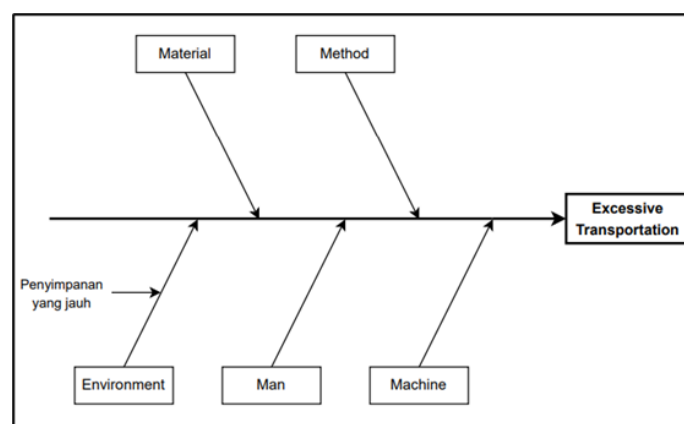 Material
Method
Excessive
Transportation
Penyimpanan
yang jauh
Environment
Man
Machine